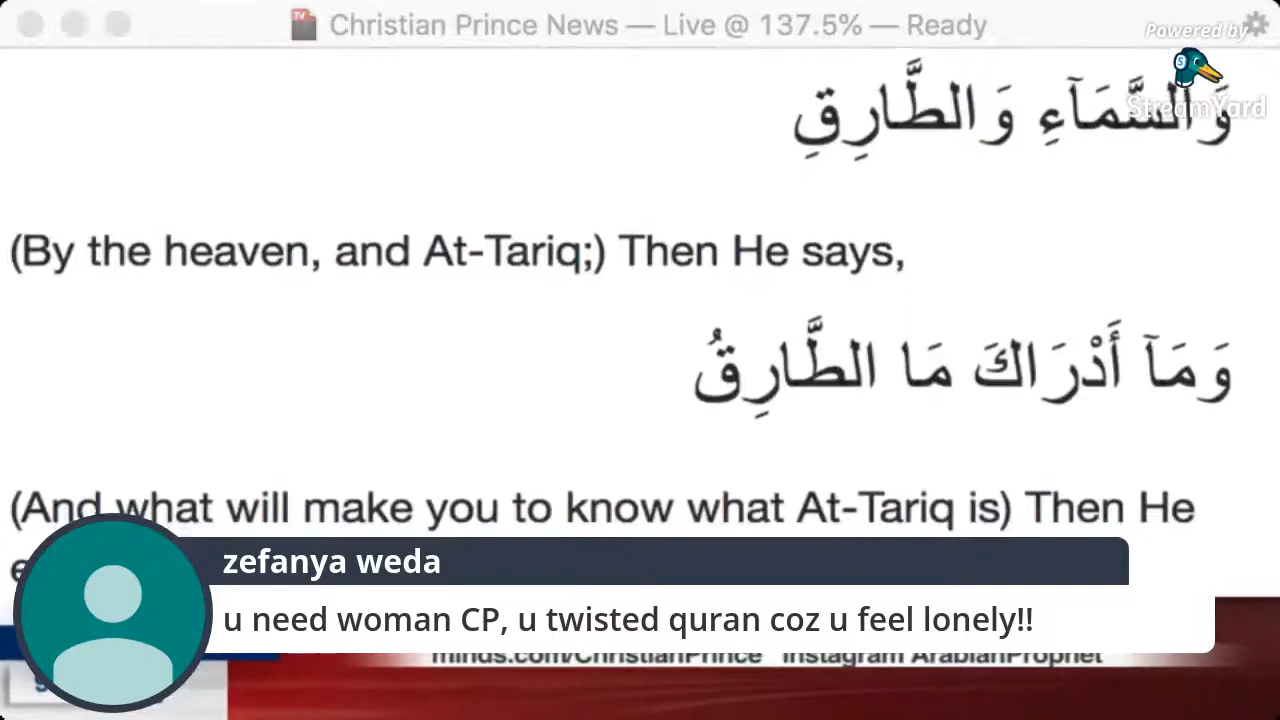 Christian Prince News — Live @ 137.5% — Ready
Powered by
StreamYard
وَالسَّمَآءِ وَالطَّارِقِ
(By the heaven, and At-Tariq;) Then He says,
وَمَآ أَدْرَاكَ مَا الطَّارِقُ
(And what will make you to know what At-Tariq is) Then He
zefanya weda
u need woman CP, u twisted quran coz u feel lonely!!
minds.com/ChristianPrince Instagram ArabianProphet